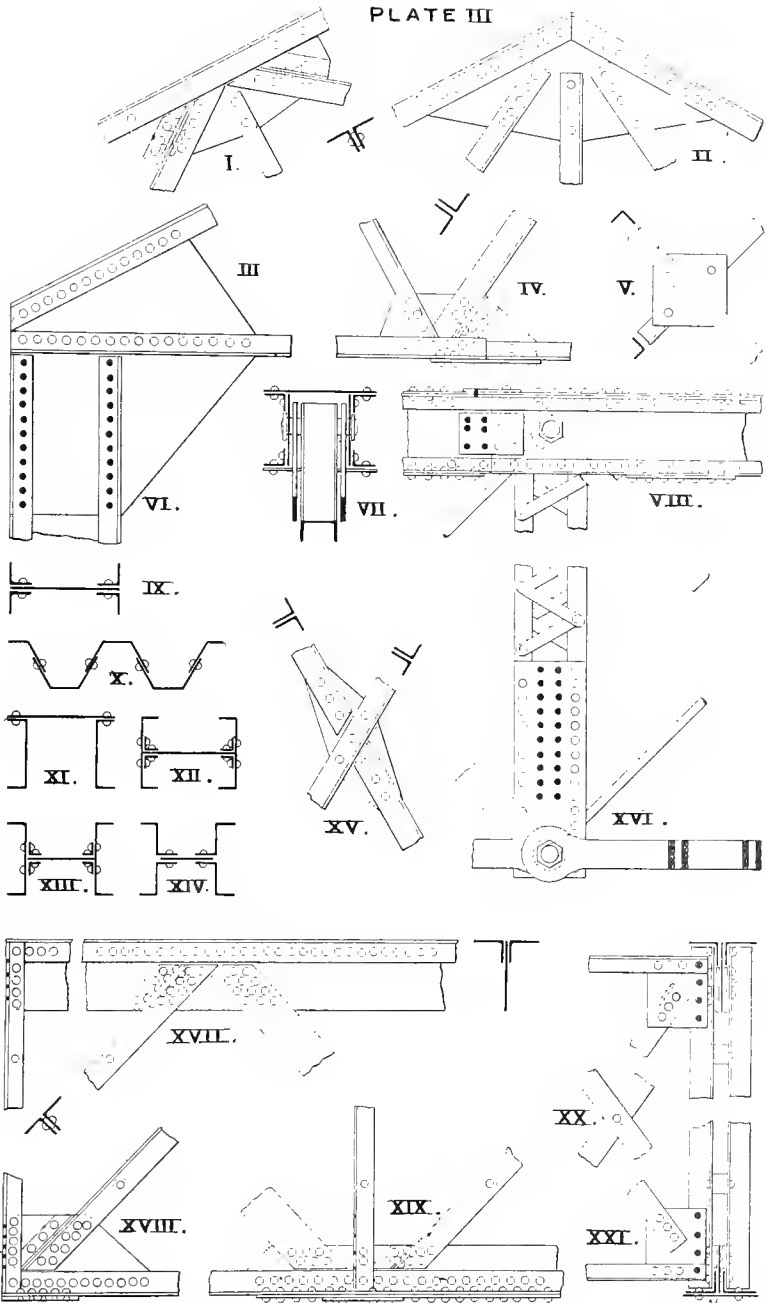 PLATE III
I.
II.
III
IV.
V.
VI.
VII.
VIII.
IX.
X.
XI.
XII.
XIII.
XIV.
XV.
XVI.
XVII.
XVIII.
XIX.
XX.
XXI.